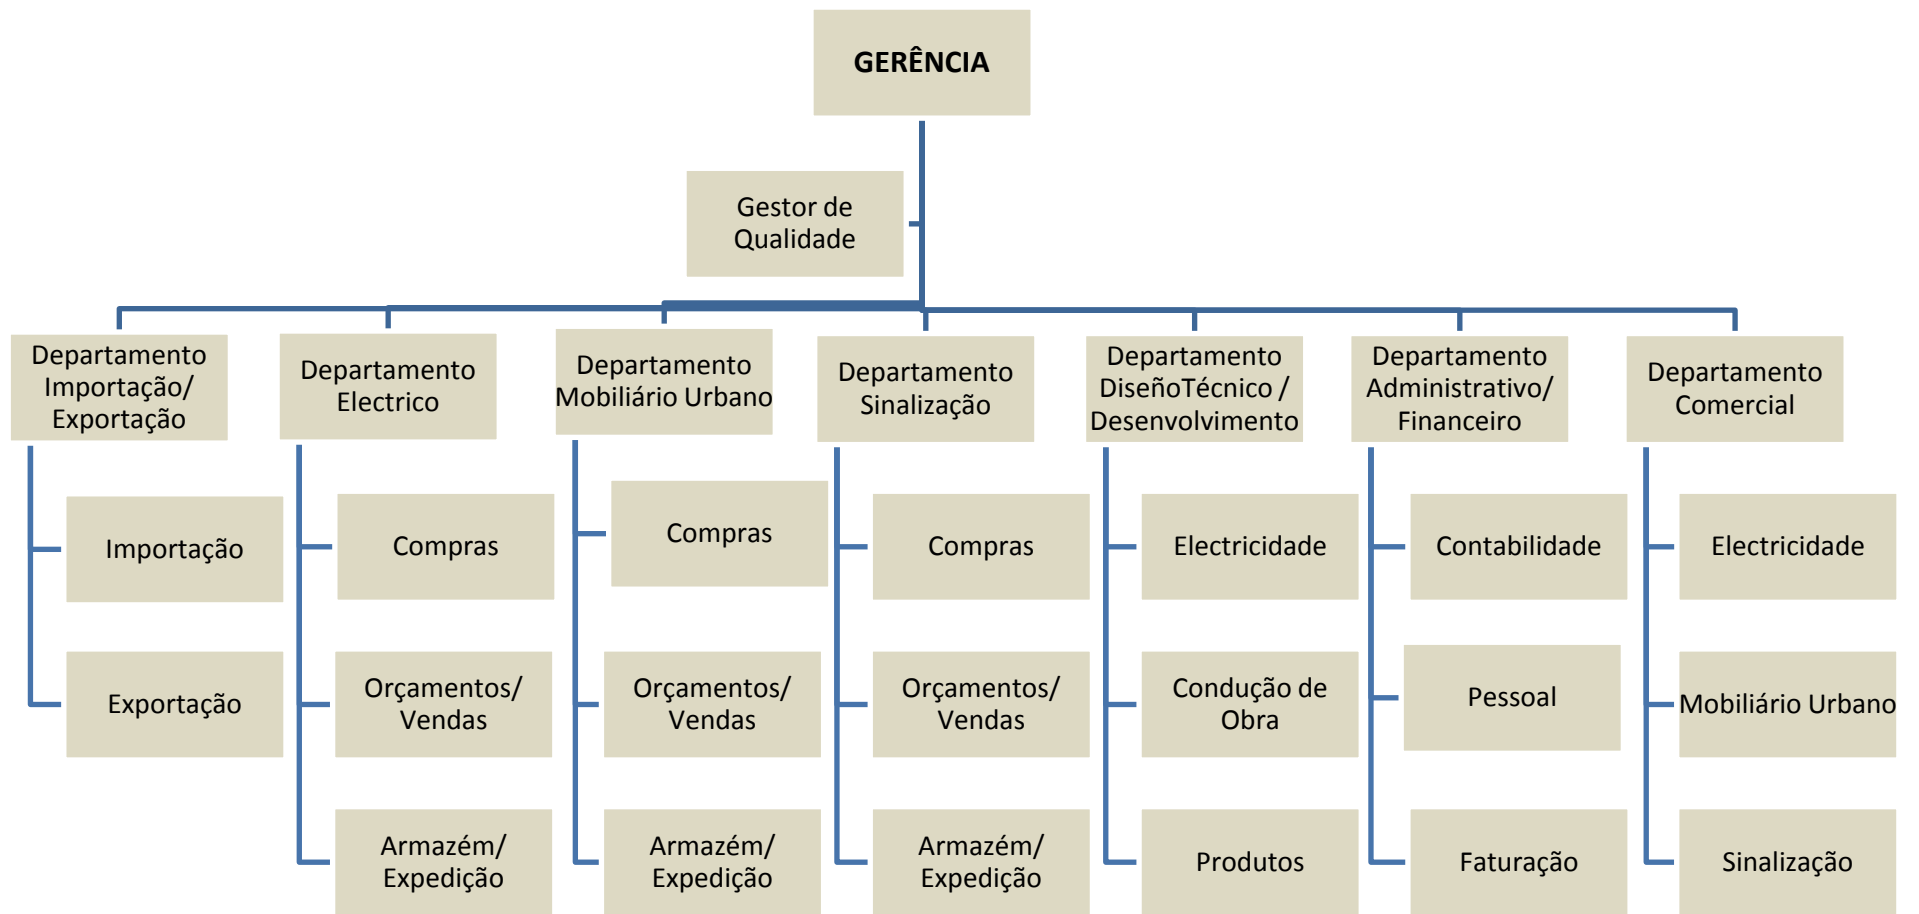 GERÊNCIA
Gestor de
Qualidade
Departamento
Importação/
Exportação
Departamento
Electrico
Departamento
Mobiliário Urbano
Departamento
Sinalização
Departamento
DiseñoTécnico /
Desenvolvimento
Departamento
Administrativo/
Financeiro
Departamento
Comercial
Importação
Compras
Compras
Compras
Electricidade
Contabilidade
Electricidade
Exportação
Orçamentos/
Vendas
Orçamentos/
Vendas
Orçamentos/
Vendas
Condução de
Obra
Pessoal
Mobiliário Urbano
Armazém/
Expedição
Armazém/
Expedição
Armazém/
Expedição
Produtos
Faturação
Sinalização